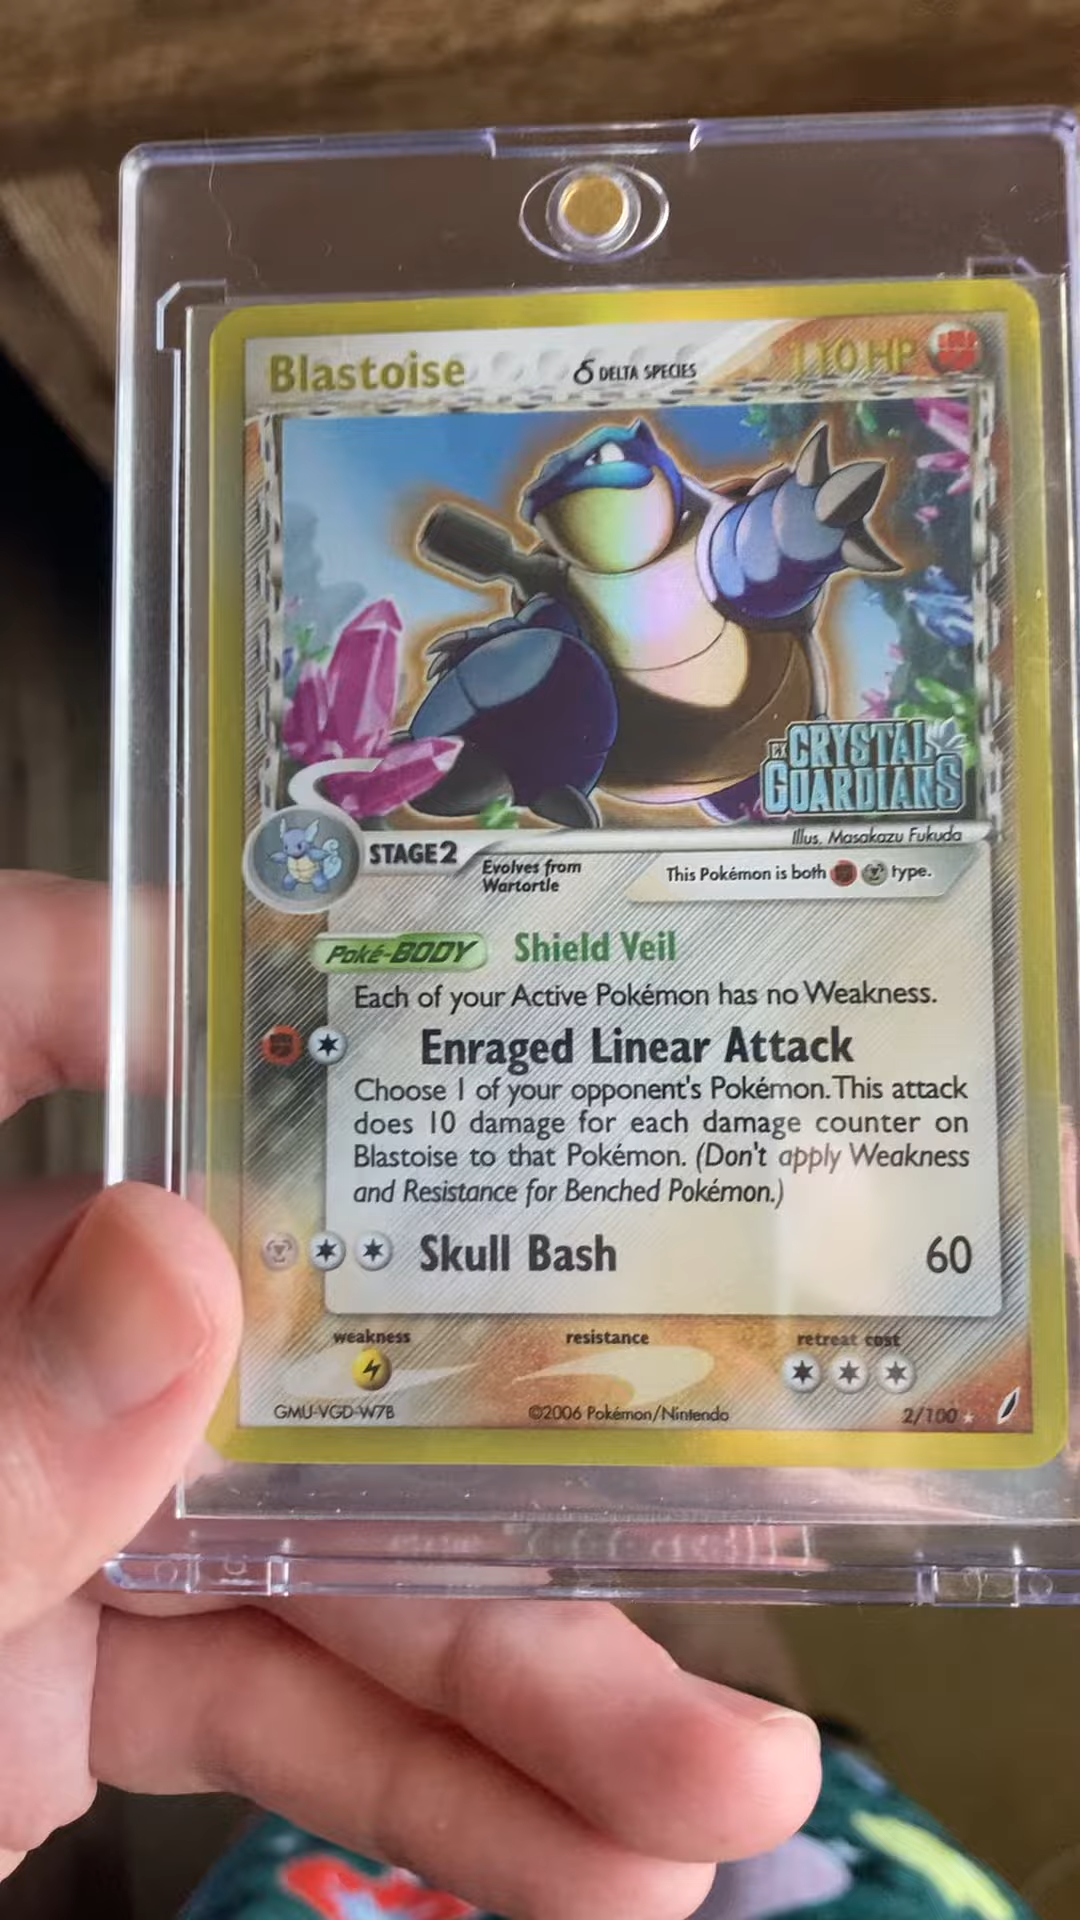 Blastoise δ DELTA SPECIES 110 HP
EX CRYSTAL
GUARDIANS
Illus. Masakazu Fukuda
STAGE2
Evolves from
Wartortle
This Pokémon is both type.
Poké-BODY Shield Veil
Each of your Active Pokémon has no Weakness.
Enraged Linear Attack
Choose 1 of your opponent's Pokémon. This attack
does 10 damage for each damage counter on
Blastoise to that Pokémon. (Don't apply Weakness
and Resistance for Benched Pokémon.)
Skull Bash 60
weakness resistance retreat cost
GMU-VGD-W7B ©2006 Pokémon/Nintendo 2/100 ★